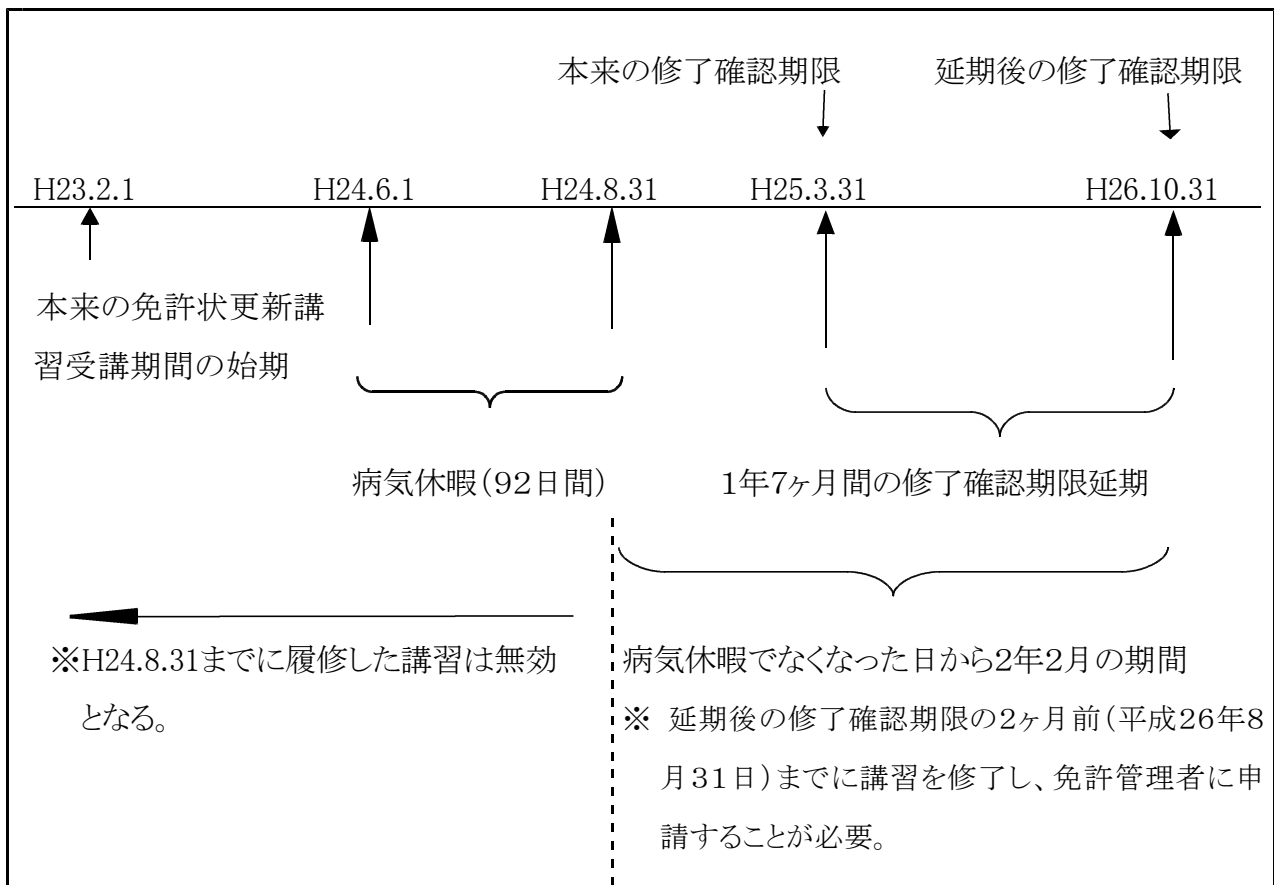 本来の修了確認期限 延期後の修了確認期限
H23.2.1 H24.6.1 H24.8.31 H25.3.31 H26.10.31
本来の免許状更新講
習受講期間の始期
病気休暇(92日間) 1年7ヶ月間の修了確認期限延期
※H24.8.31までに履修した講習は無効
となる。
病気休暇でなくなった日から2年2月の期間
※ 延期後の修了確認期限の2ヶ月前(平成26年8
月31日)までに講習を修了し、免許管理者に申
請することが必要。